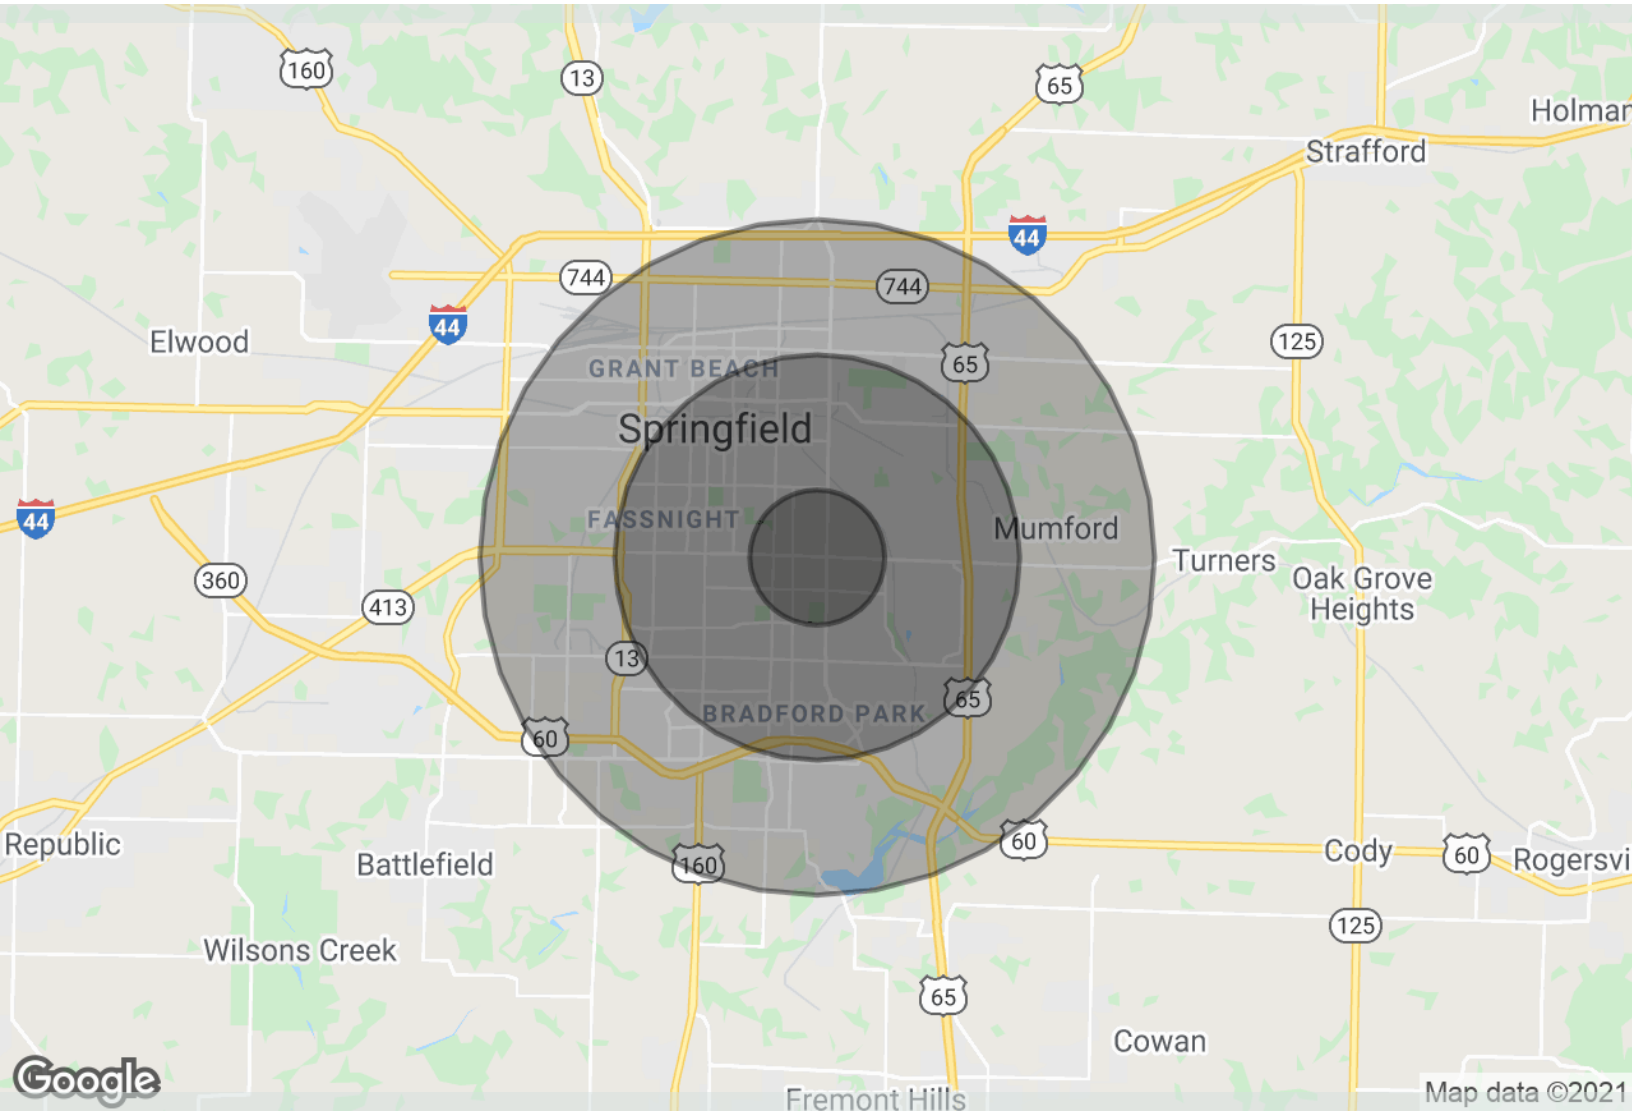 160
13
65
Holman
Strafford
44
744
744
44
Elwood
125
65
GRANT BEACH
Springfield
44
FASSNIGHT
Mumford
Turners
360
413
Oak Grove
Heights
13
65
BRADFORD PARK
60
Republic
Battlefield
160
60
Cody
60
Rogersvi
125
Wilsons Creek
65
Cowan
Google
Fremont Hills
Map data ©2021